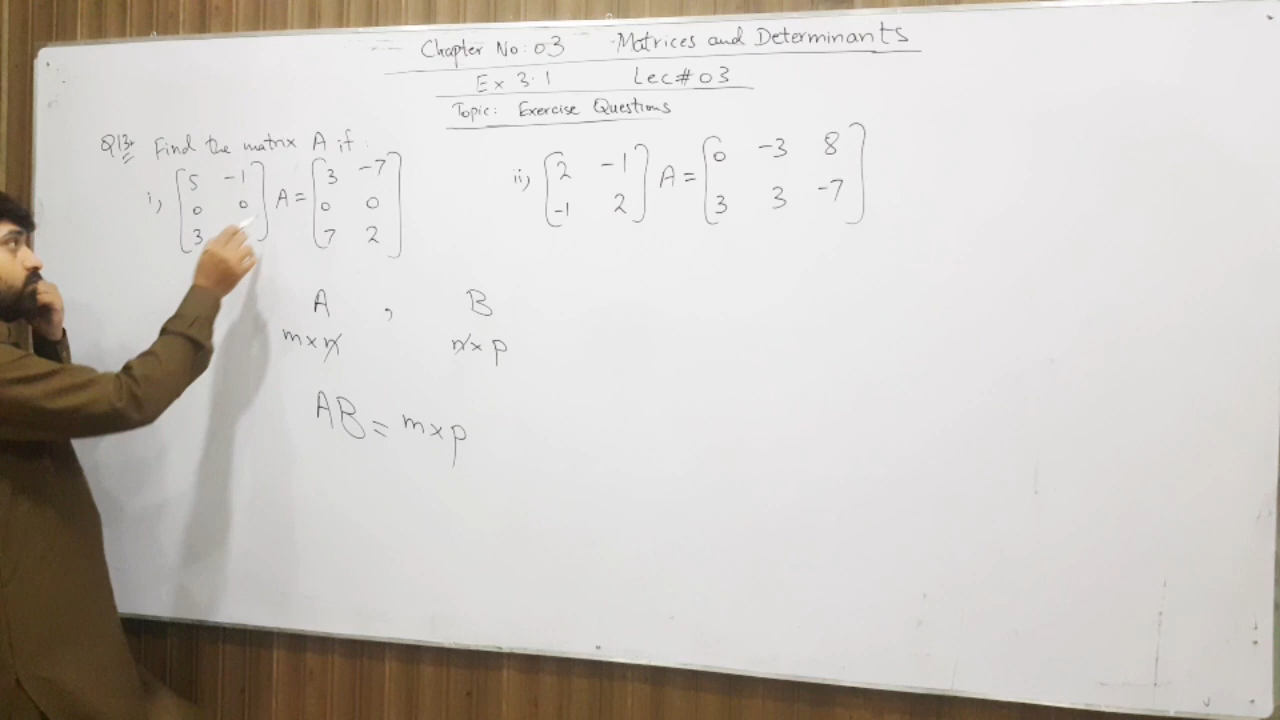 Chapter No: 03 Matrices and Determinants
Ex 3.1 Lec# 03
Topic: Exercise Questions
Q13: Find the matrix A if:
i, [5 -1
0 0
3] A = [3 -7
0 0
7 2]
ii, [2 -1
-1 2] A = [0 -3 8
3 3 -7]
A , B
m×n n×p
AB = m×p